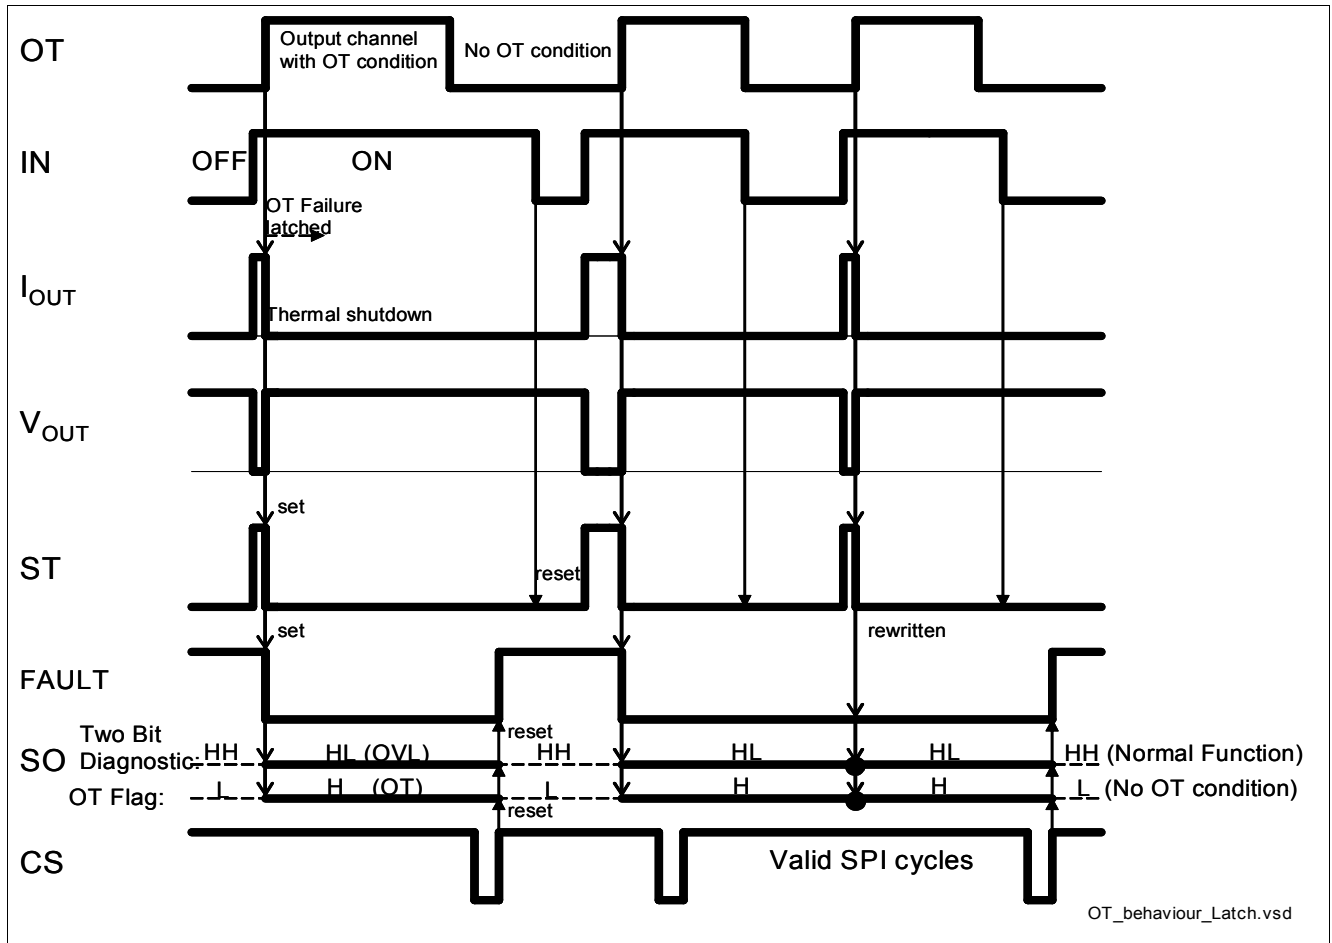 OT
Output channel
with OT condition
No OT condition
IN
OFF
ON
OT Failure
latched
IOUT
Thermal shutdown
VOUT
set
ST
reset
set
rewritten
FAULT
reset
Two Bit
SO Diagnostic: HH HL (OVL) HH HL HL HH (Normal Function)
OT Flag: L H (OT) L H H L (No OT condition)
reset
CS
Valid SPI cycles
OT_behaviour_Latch.vsd